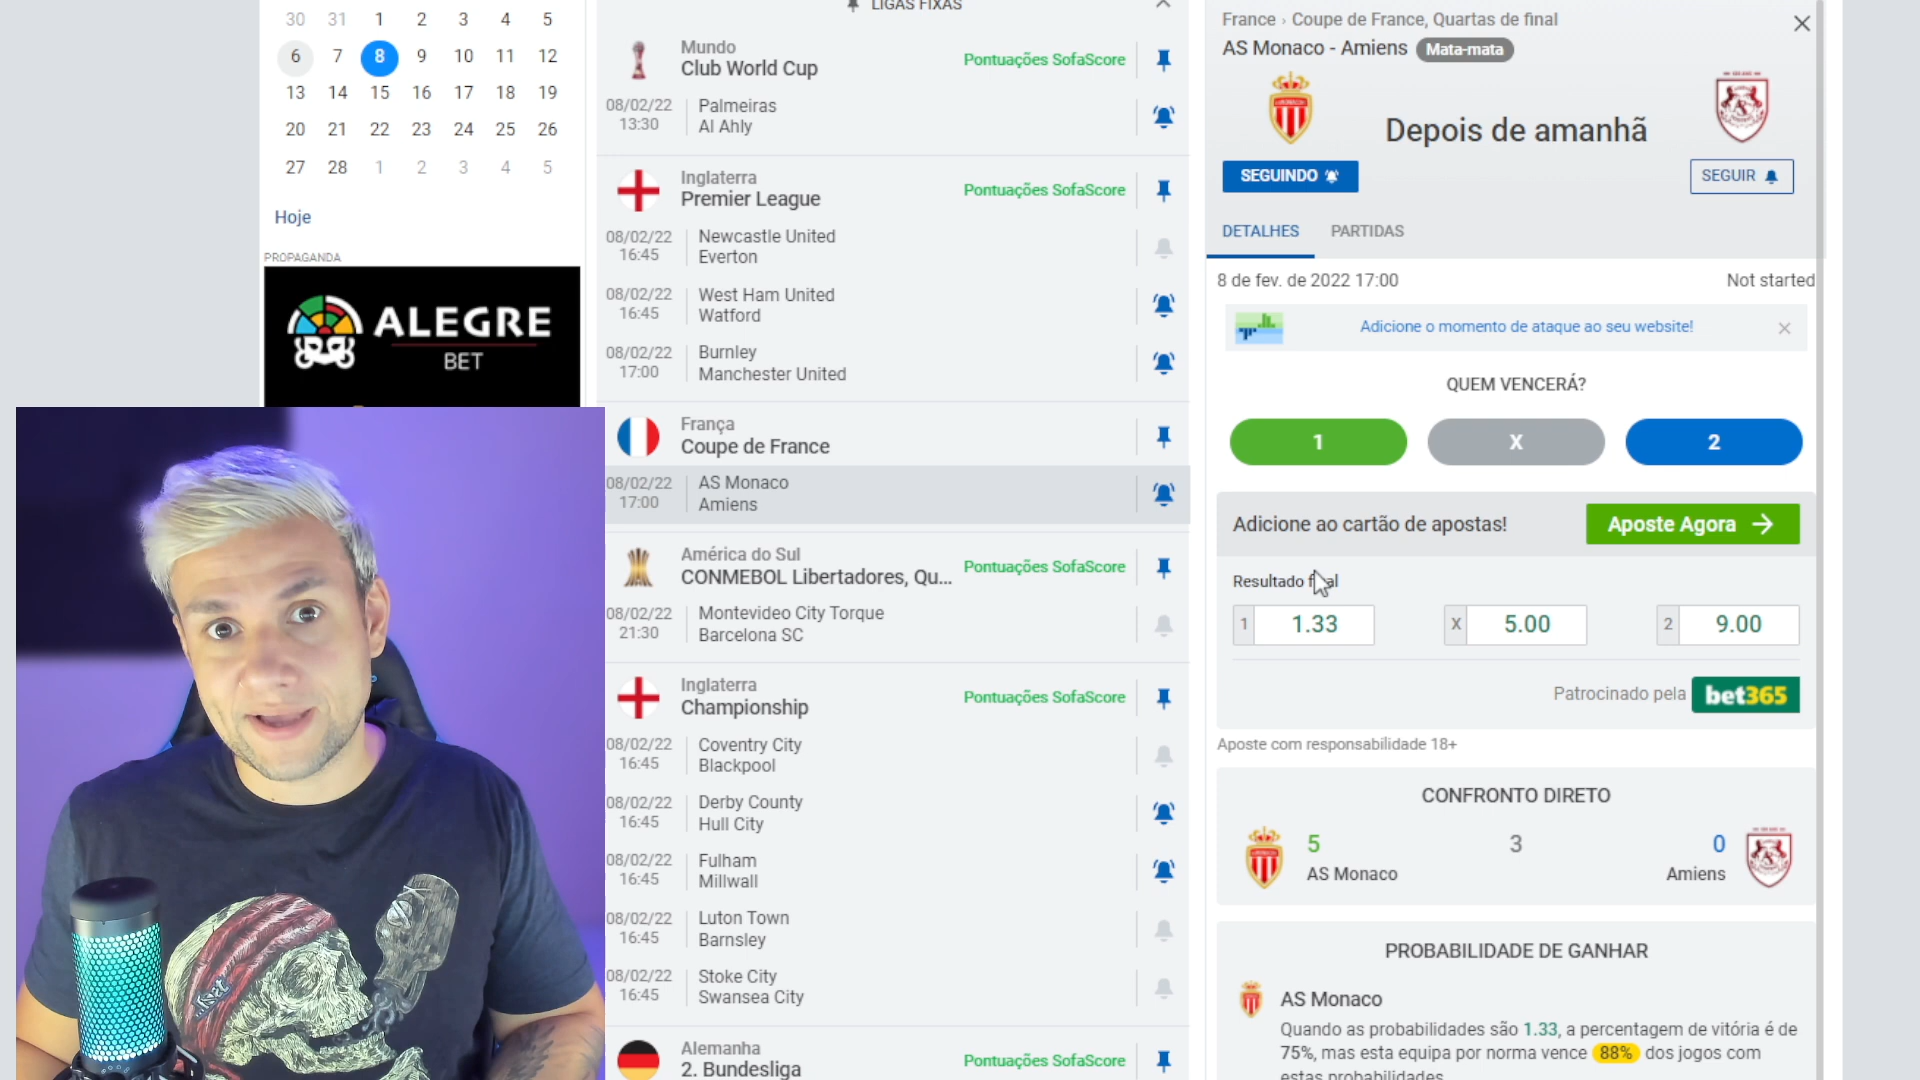 30 31 1 2 3 4 5
6 7 8 9 10 11 12
13 14 15 16 17 18 19
20 21 22 23 24 25 26
27 28 1 2 3 4 5
Hoje
PROPAGANDA
ALEGRE
BET
LIGAS FIXAS
Mundo
Club World Cup
Pontuações SofaScore
08/02/22 Palmeiras
13:30 Al Ahly
Inglaterra
Premier League
Pontuações SofaScore
08/02/22 Newcastle United
16:45 Everton
08/02/22 West Ham United
16:45 Watford
08/02/22 Burnley
17:00 Manchester United
França
Coupe de France
08/02/22 AS Monaco
17:00 Amiens
América do Sul
CONMEBOL Libertadores, Qu...
Pontuações SofaScore
08/02/22 Montevideo City Torque
21:30 Barcelona SC
Inglaterra
Championship
Pontuações SofaScore
08/02/22 Coventry City
16:45 Blackpool
08/02/22 Derby County
16:45 Hull City
08/02/22 Fulham
16:45 Millwall
08/02/22 Luton Town
16:45 Barnsley
08/02/22 Stoke City
16:45 Swansea City
Alemanha
2. Bundesliga
Pontuações SofaScore
France › Coupe de France, Quartas de final
AS Monaco - Amiens Mata-mata
Depois de amanhã
SEGUINDO
SEGUIR
DETALHES PARTIDAS
8 de fev. de 2022 17:00 Not started
Adicione o momento de ataque ao seu website!
QUEM VENCERÁ?
1 X 2
Adicione ao cartão de apostas! Aposte Agora
Resultado final
1 1.33 X 5.00 2 9.00
Patrocinado pela bet365
Aposte com responsabilidade 18+
CONFRONTO DIRETO
5 3 0
AS Monaco Amiens
PROBABILIDADE DE GANHAR
AS Monaco
Quando as probabilidades são 1.33, a percentagem de vitória é de
75%, mas esta equipa por norma vence 88% dos jogos com
estas probabilidades